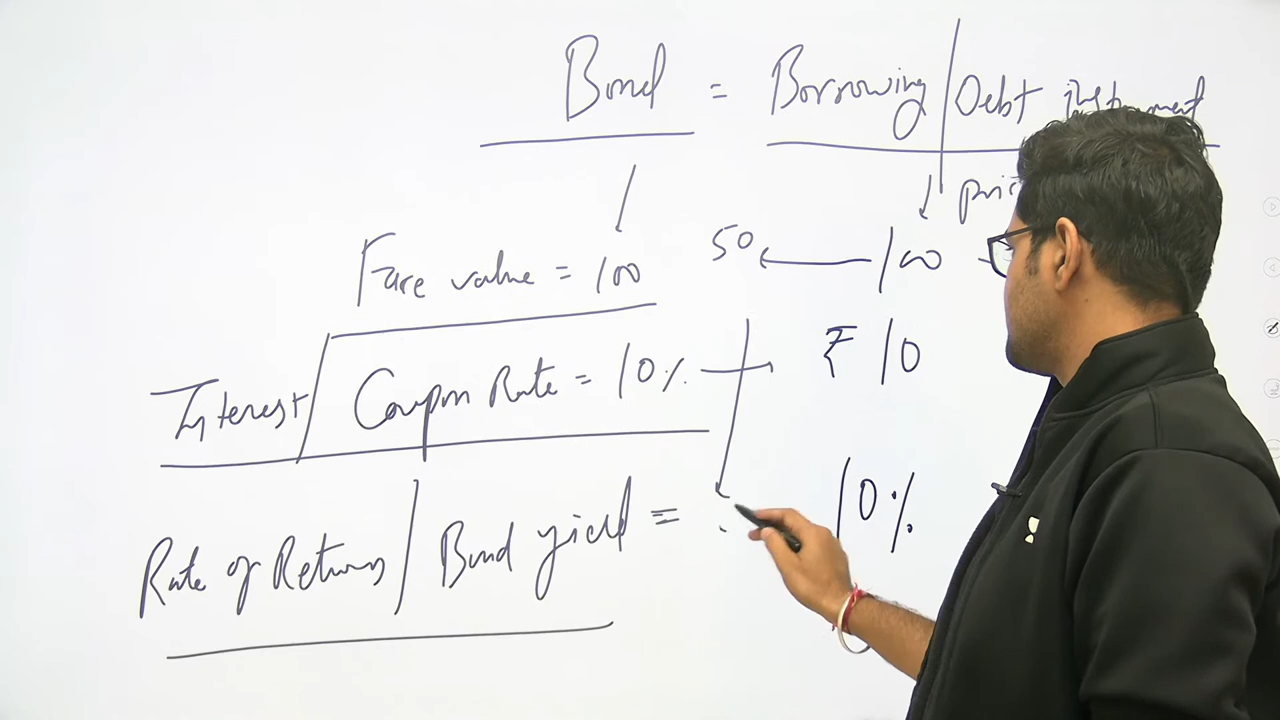 Bond = Borrowing / Debt instrument
Face value = 100 50 ← 100
Interest / Coupon Rate = 10% → ₹ 10
Rate of Return / Bond yield = 10%